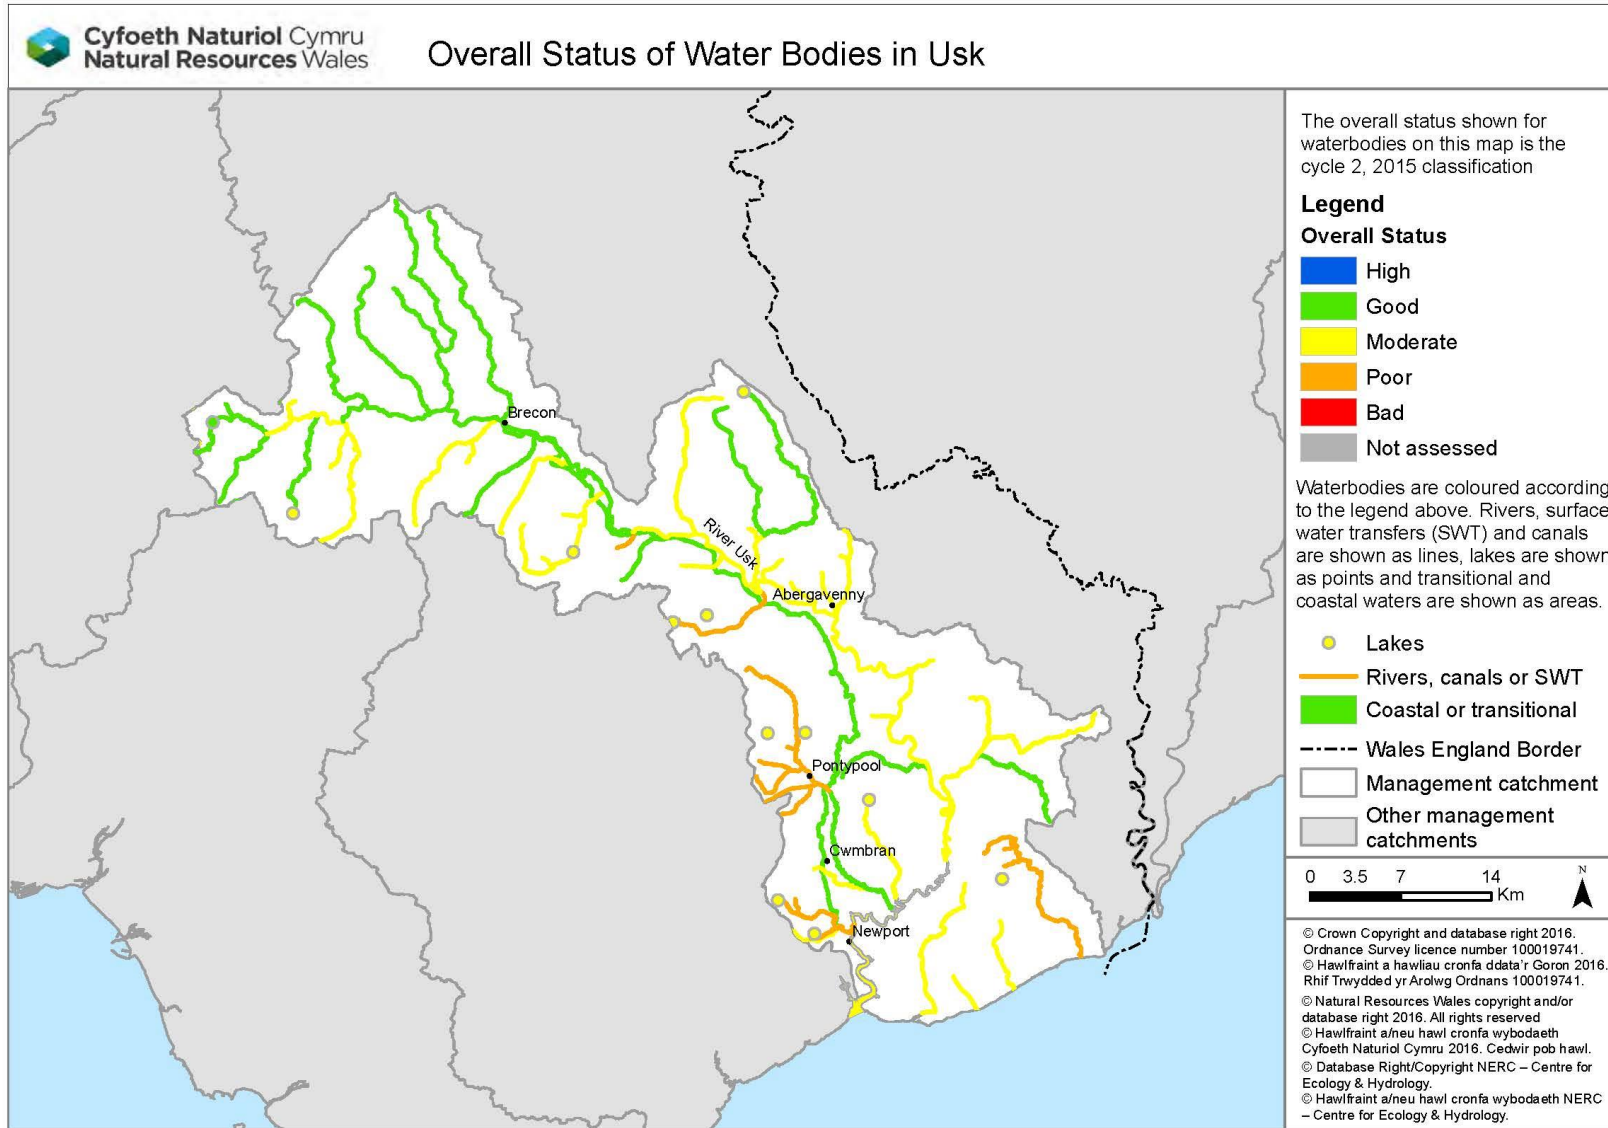 Cyfoeth Naturiol Cymru
Natural Resources Wales
Overall Status of Water Bodies in Usk
Brecon
River Usk
Abergavenny
Pontypool
Cwmbran
Newport
The overall status shown for
waterbodies on this map is the
cycle 2, 2015 classification
Legend
Overall Status
High
Good
Moderate
Poor
Bad
Not assessed
Waterbodies are coloured according
to the legend above. Rivers, surface
water transfers (SWT) and canals
are shown as lines, lakes are shown
as points and transitional and
coastal waters are shown as areas.
Lakes
Rivers, canals or SWT
Coastal or transitional
Wales England Border
Management catchment
Other management
catchments
0 3.5 7 14
Km
N
© Crown Copyright and database right 2016.
Ordnance Survey licence number 100019741.
© Hawlfraint a hawliau cronfa ddata'r Goron 2016.
Rhif Trwydded yr Arolwg Ordnans 100019741.
© Natural Resources Wales copyright and/or
database right 2016. All rights reserved
© Hawlfraint a/neu hawl cronfa wybodaeth
Cyfoeth Naturiol Cymru 2016. Cedwir pob hawl.
© Database Right/Copyright NERC – Centre for
Ecology & Hydrology.
© Hawlfraint a/neu hawl cronfa wybodaeth NERC
– Centre for Ecology & Hydrology.